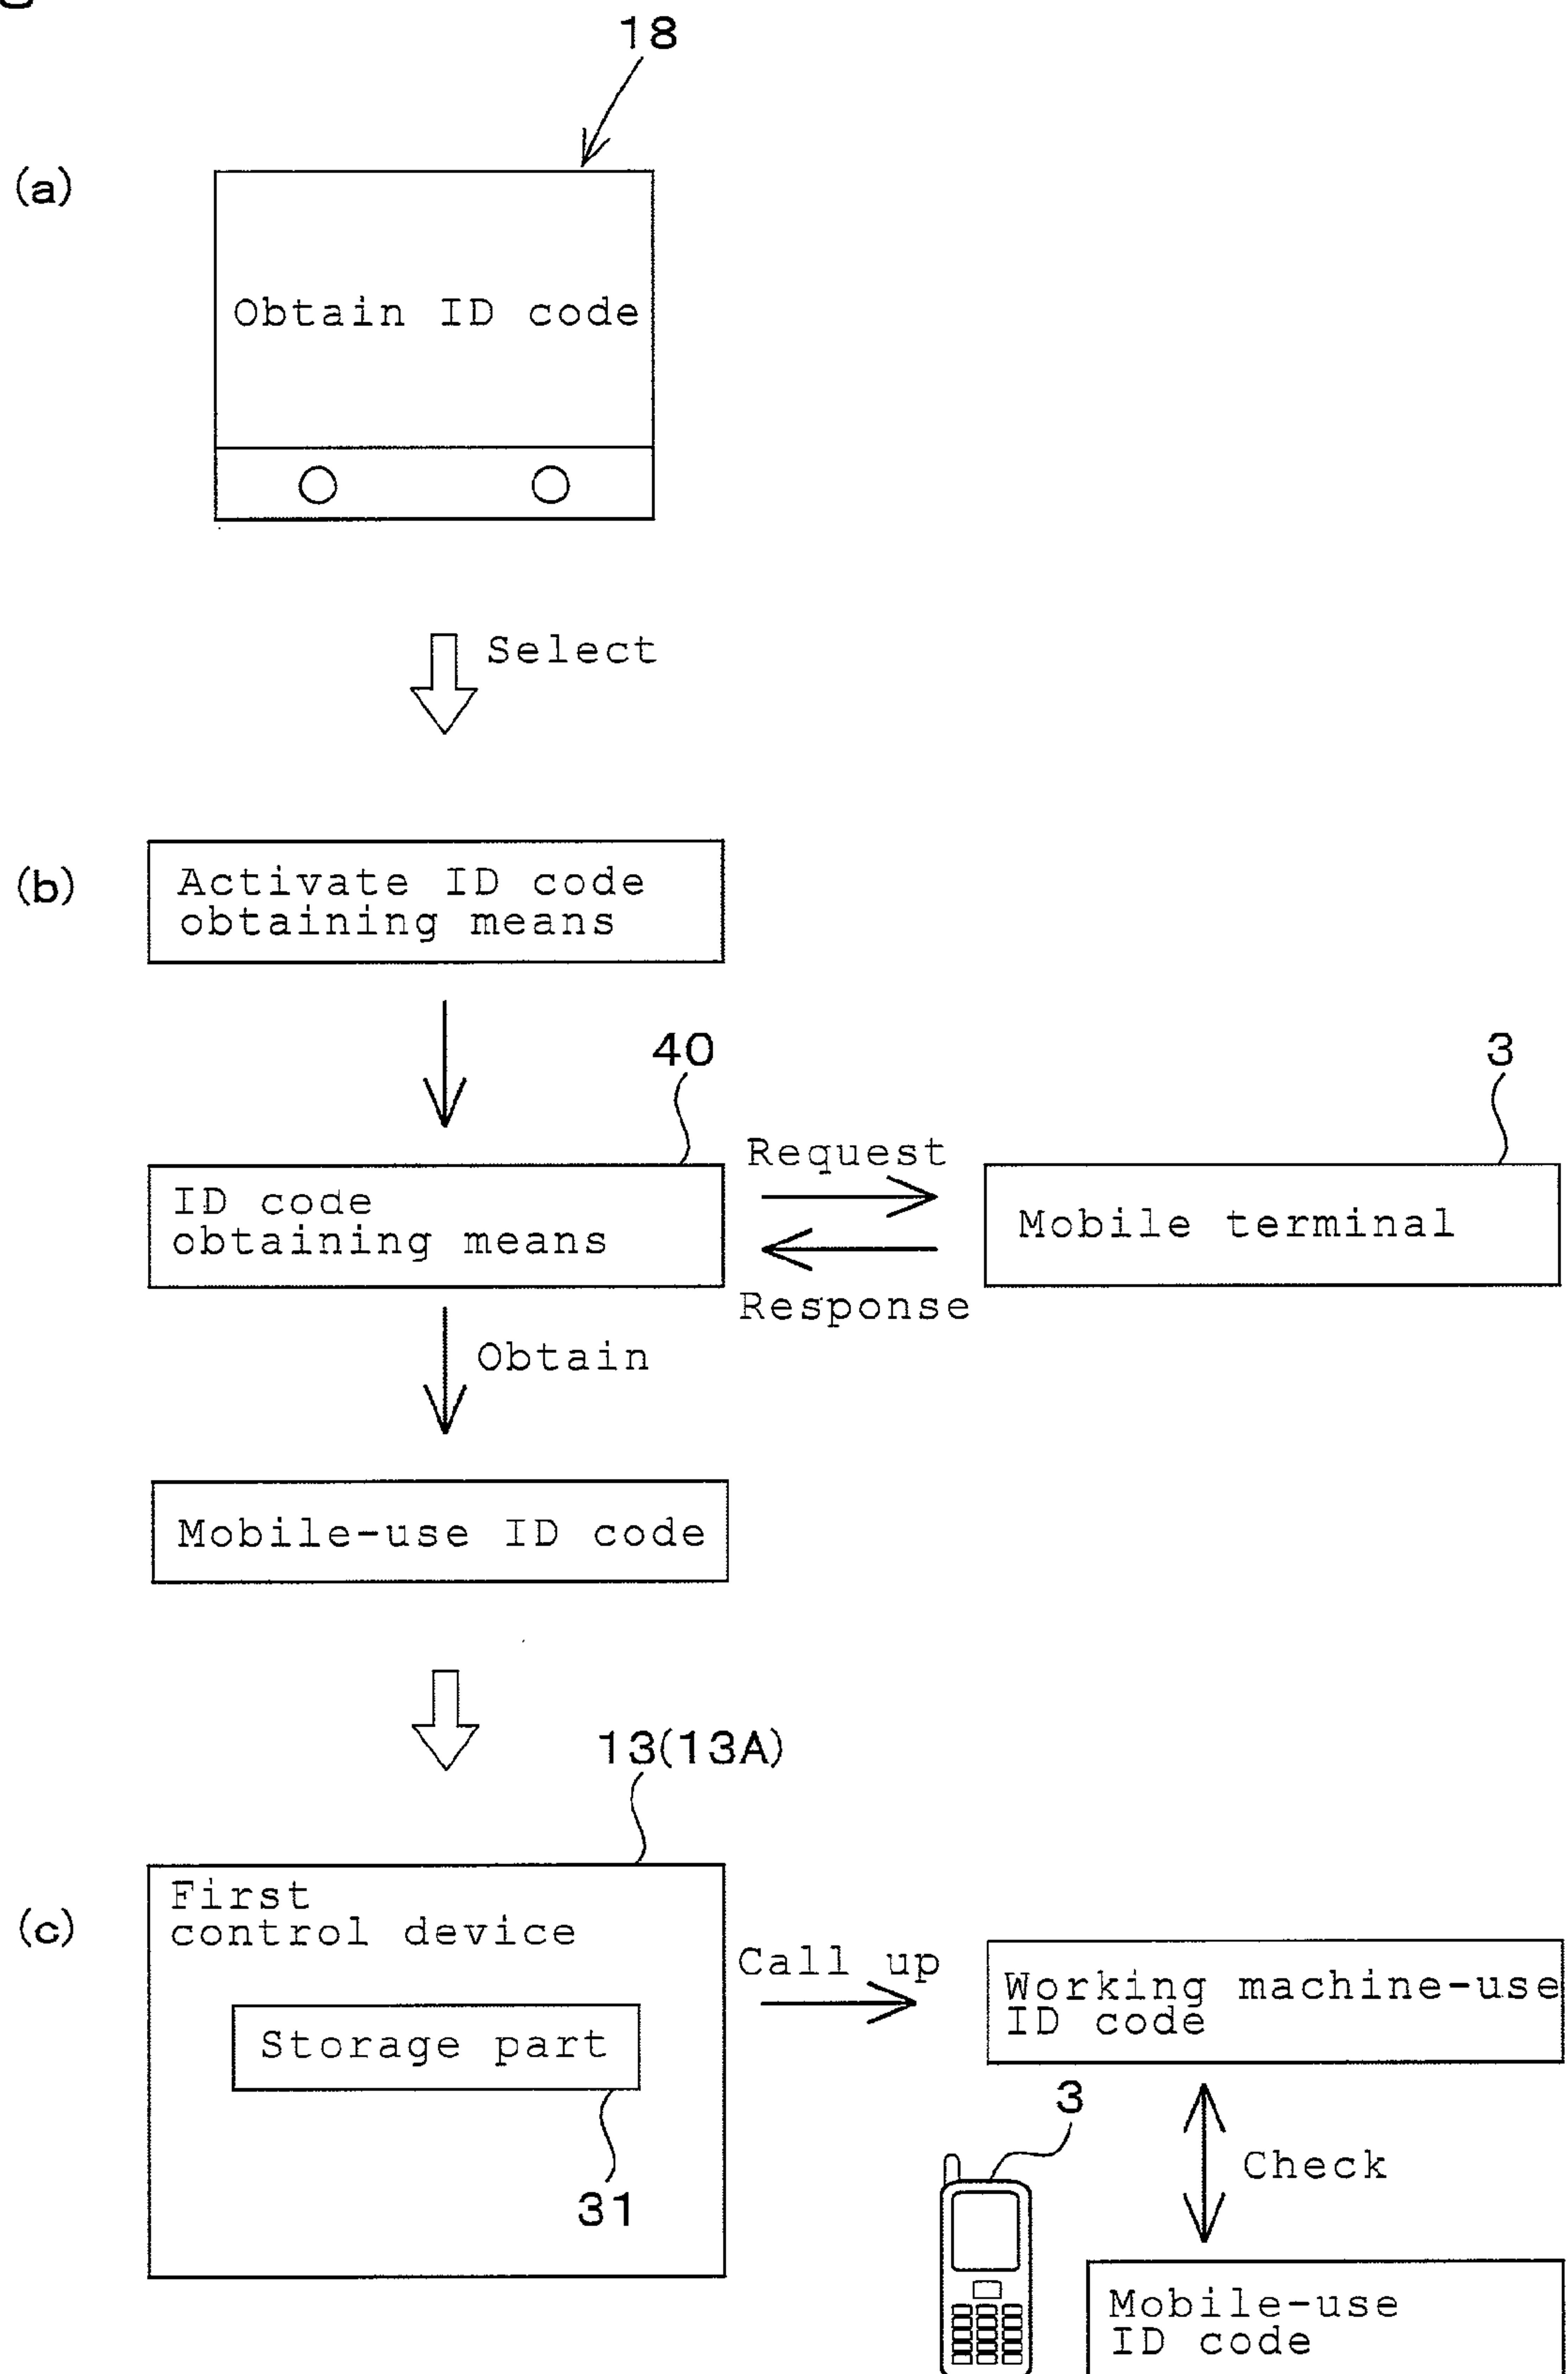 18
(a)
Obtain ID code
Select
(b)
Activate ID code
obtaining means
40
3
Request
ID code
obtaining means
Mobile terminal
Response
Obtain
Mobile-use ID code
13(13A)
(c)
First
control device
Call up
Working machine-use
ID code
Storage part
3
Check
31
Mobile-use
ID code